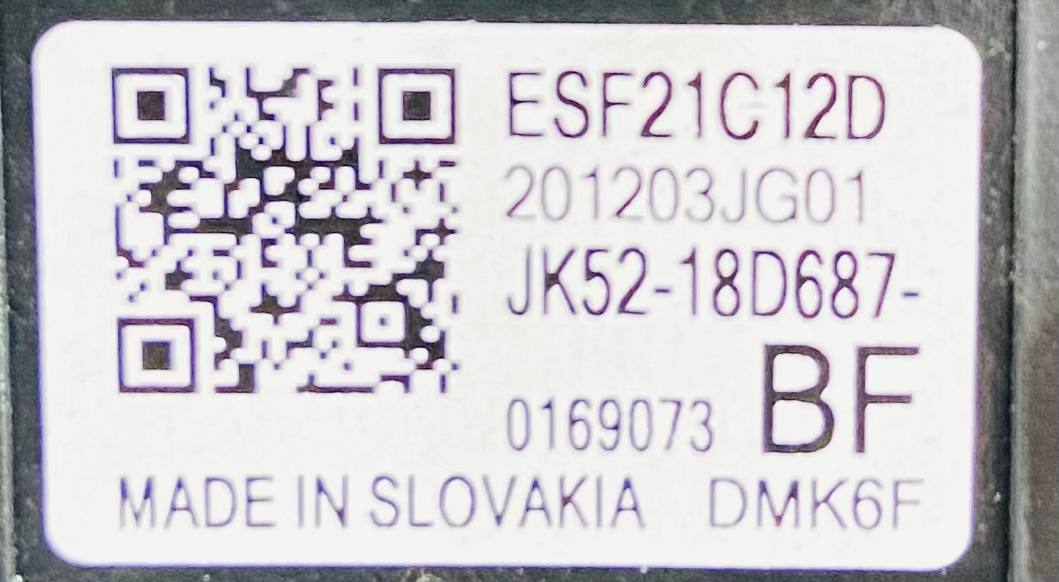 ESF21C12D
201203JG01
JK52-18D687-
BF
0169073
MADE IN SLOVAKIA DMK6F